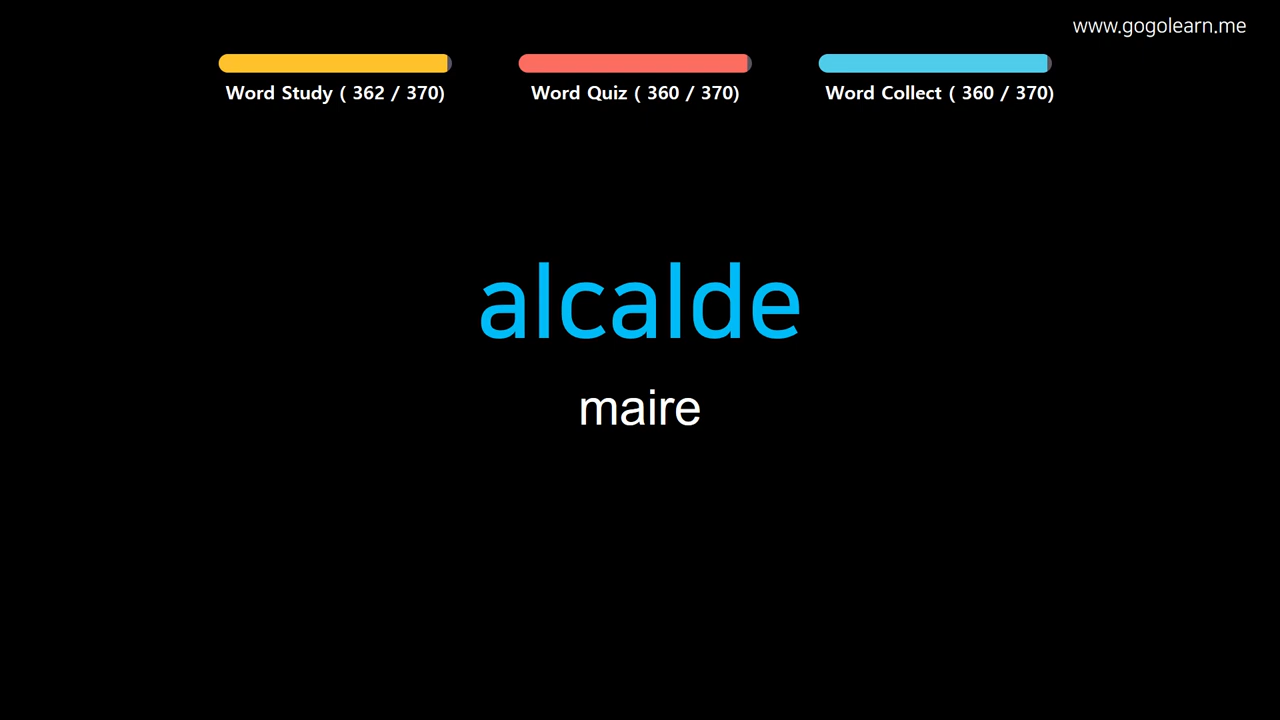 www.gogolearn.me
Word Study ( 362 / 370)
Word Quiz ( 360 / 370)
Word Collect ( 360 / 370)
alcalde
maire